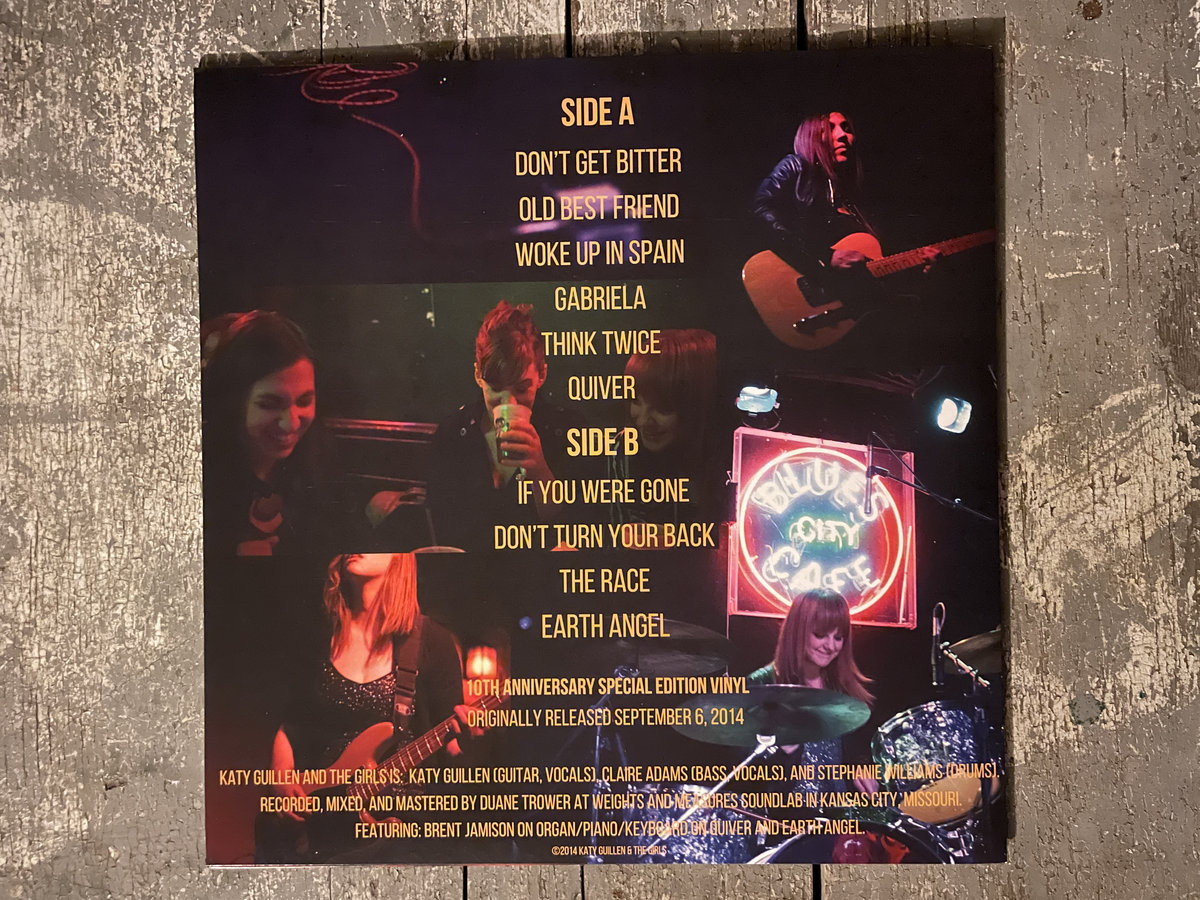 SIDE A
DON'T GET BITTER
OLD BEST FRIEND
WOKE UP IN SPAIN
GABRIELA
THINK TWICE
QUIVER
SIDE B
IF YOU WERE GONE
DON'T TURN YOUR BACK
THE RACE
EARTH ANGEL
BLUES
CITY
CAFE
10TH ANNIVERSARY SPECIAL EDITION VINYL
ORIGINALLY RELEASED SEPTEMBER 6, 2014
KATY GUILLEN AND THE GIRLS IS: KATY GUILLEN (GUITAR, VOCALS), CLAIRE ADAMS (BASS, VOCALS), AND STEPHANIE WILLIAMS (DRUMS).
RECORDED, MIXED, AND MASTERED BY DUANE TROWER AT WEIGHTS AND MEASURES SOUNDLAB IN KANSAS CITY, MISSOURI.
FEATURING: BRENT JAMISON ON ORGAN/PIANO/KEYBOARD ON QUIVER AND EARTH ANGEL.
©2014 KATY GUILLEN & THE GIRLS